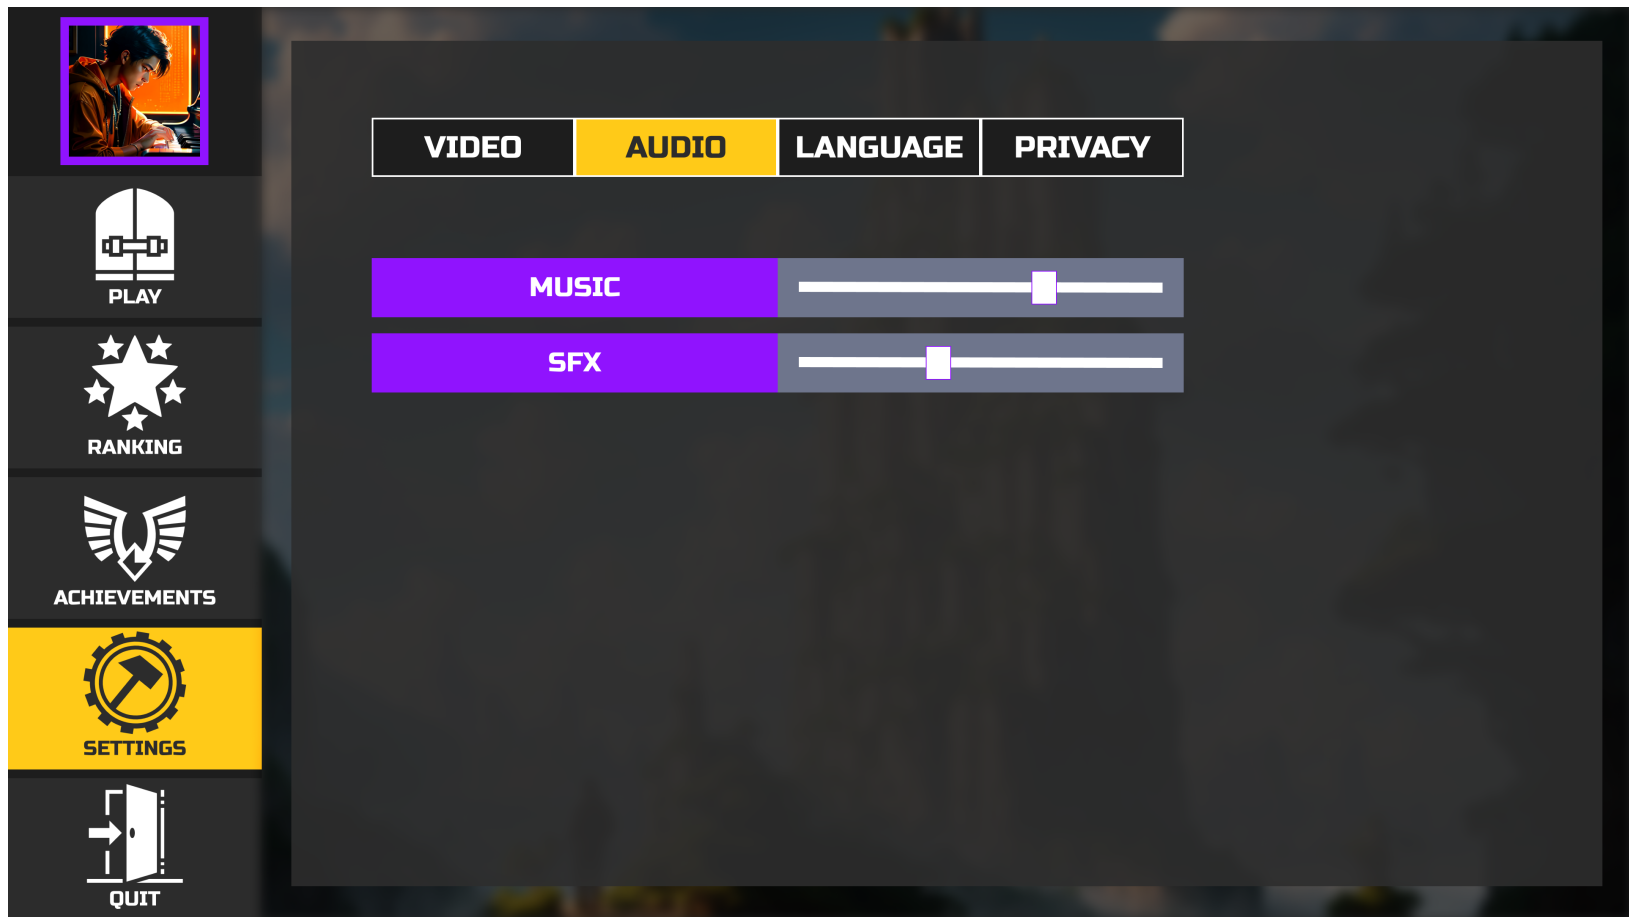 VIDEO
AUDIO
LANGUAGE
PRIVACY
MUSIC
SFX
PLAY
RANKING
ACHIEVEMENTS
SETTINGS
QUIT